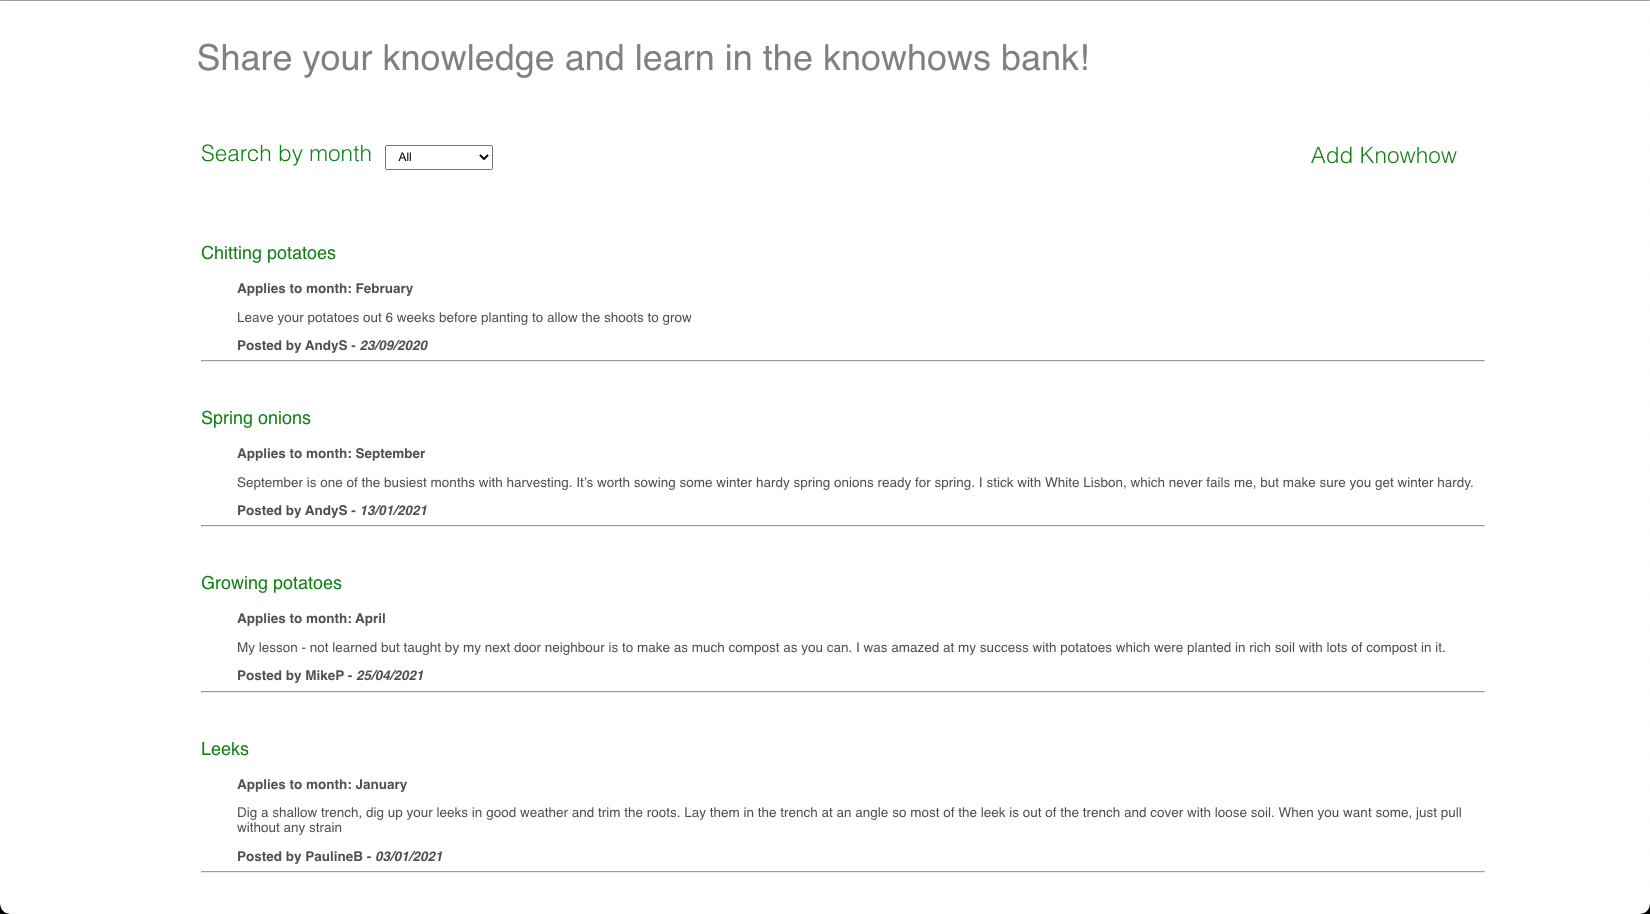 Share your knowledge and learn in the knowhows bank!
Search by month All Add Knowhow
Chitting potatoes
Applies to month: February
Leave your potatoes out 6 weeks before planting to allow the shoots to grow
Posted by AndyS - 23/09/2020
Spring onions
Applies to month: September
September is one of the busiest months with harvesting. It’s worth sowing some winter hardy spring onions ready for spring. I stick with White Lisbon, which never fails me, but make sure you get winter hardy.
Posted by AndyS - 13/01/2021
Growing potatoes
Applies to month: April
My lesson - not learned but taught by my next door neighbour is to make as much compost as you can. I was amazed at my success with potatoes which were planted in rich soil with lots of compost in it.
Posted by MikeP - 25/04/2021
Leeks
Applies to month: January
Dig a shallow trench, dig up your leeks in good weather and trim the roots. Lay them in the trench at an angle so most of the leek is out of the trench and cover with loose soil. When you want some, just pull
without any strain
Posted by PaulineB - 03/01/2021